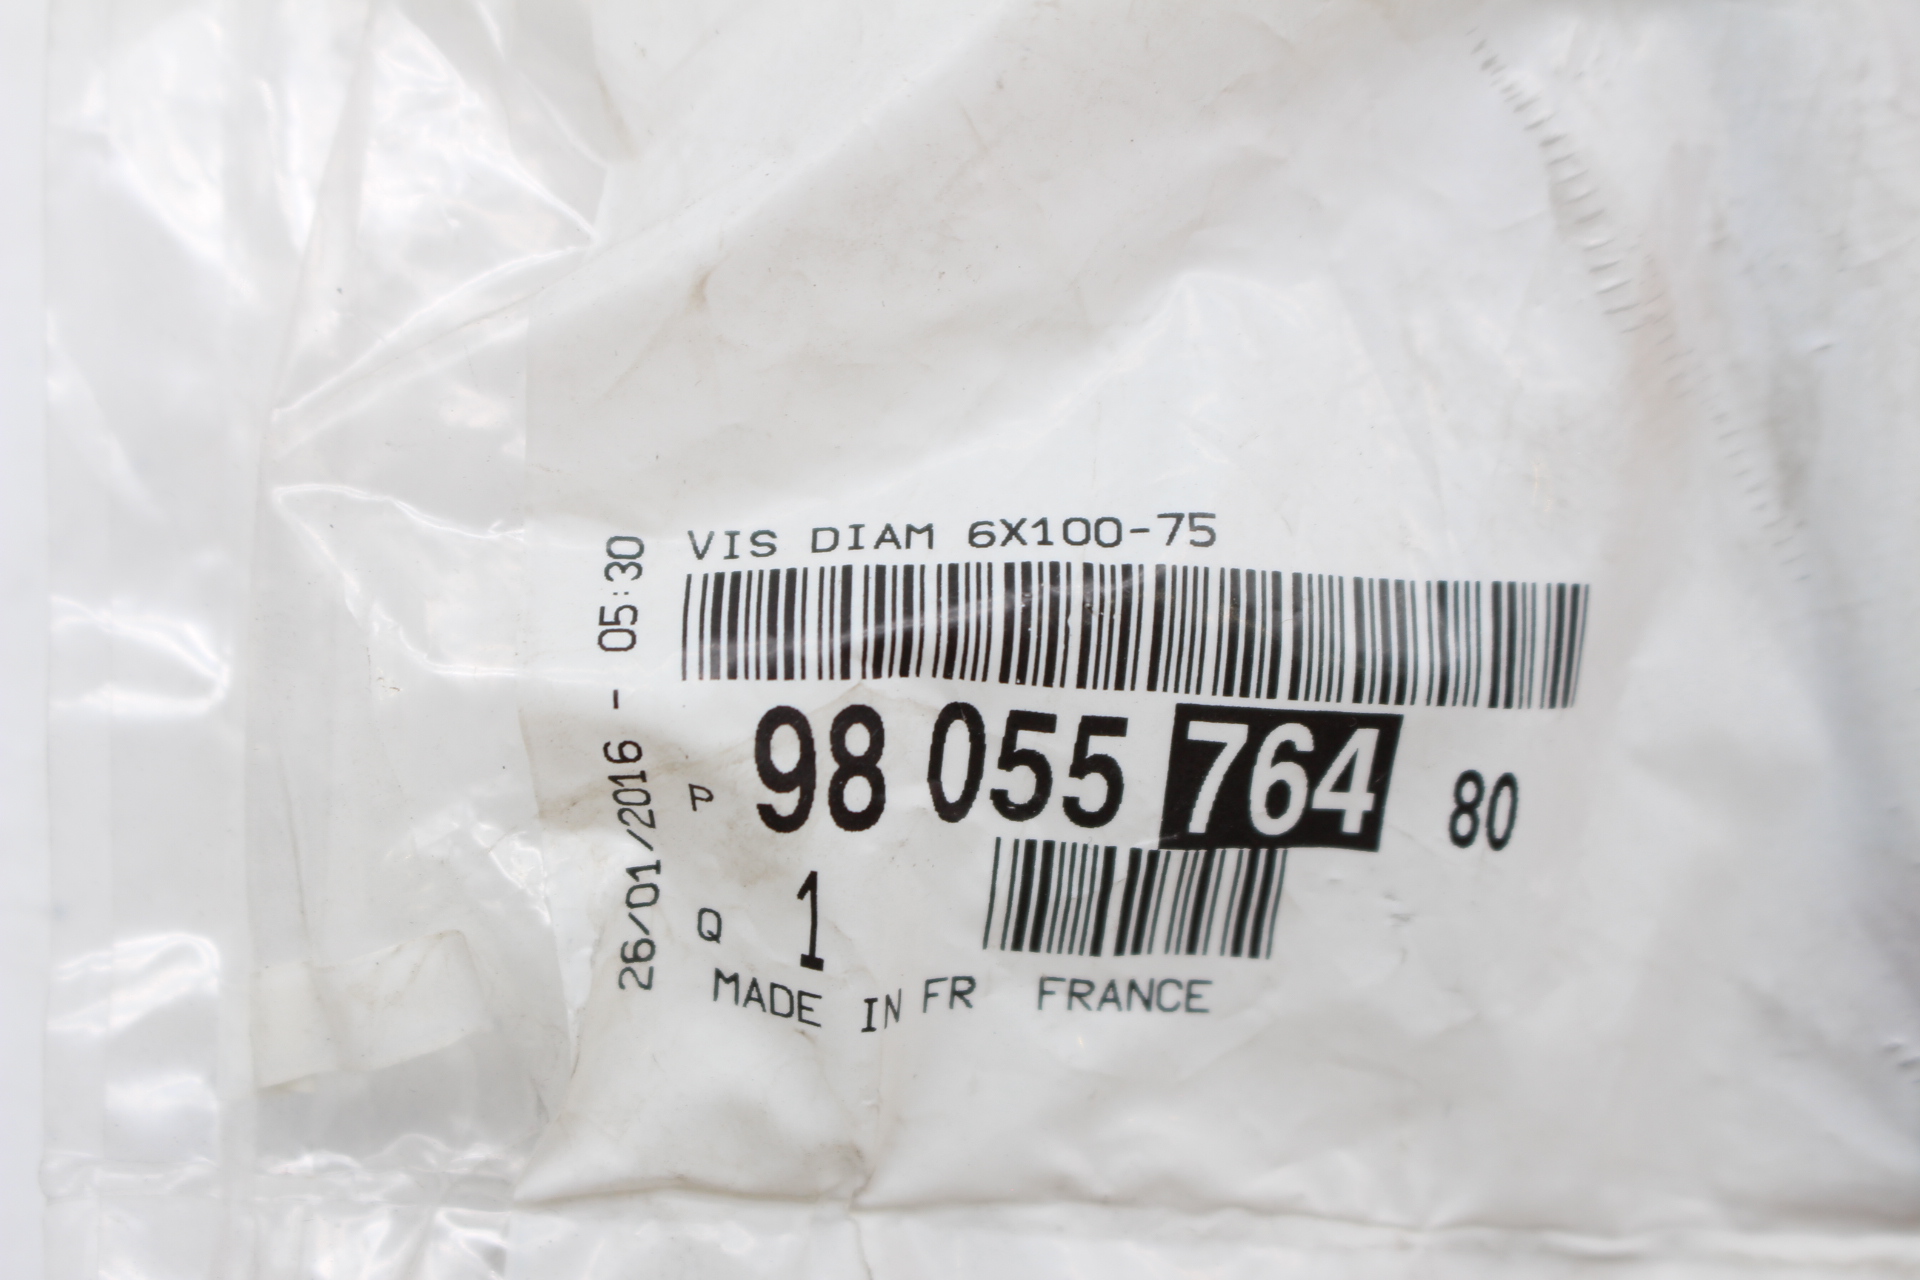 VIS DIAM 6X100-75
P 98 055 764 80
Q 1
MADE IN FR FRANCE
26/01/2016 - 05:30